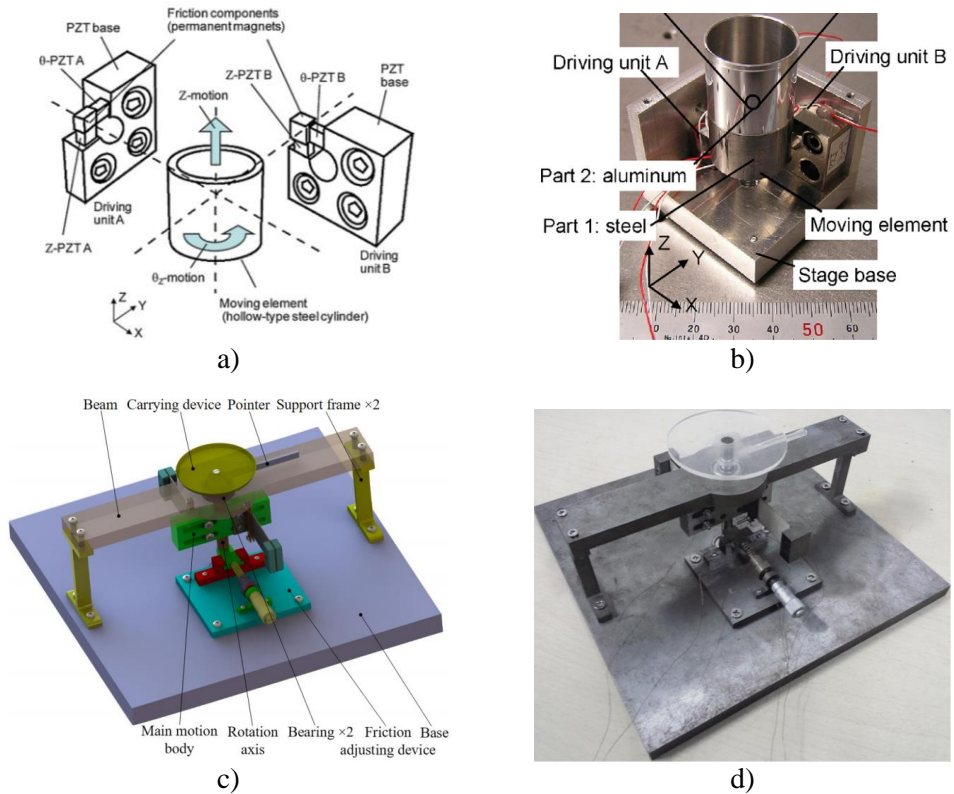 Friction components
(permanent magnets)
PZT base
θ-PZT A
Z-PZT B
θ-PZT B
PZT
base
Z-motion
Driving
unit A
Z-PZT A
θZ-motion
Driving
unit B
Moving element
(hollow-type steel cylinder)
Z
Y
X
a)
Driving unit A
Driving unit B
Part 2: aluminum
Part 1: steel
Moving element
Stage base
Z
Y
X
0 10 20 30 40 50 60
b)
Beam Carrying device Pointer Support frame ×2
Main motion
body
Rotation
axis
Bearing ×2
Friction
adjusting device
Base
c)
d)